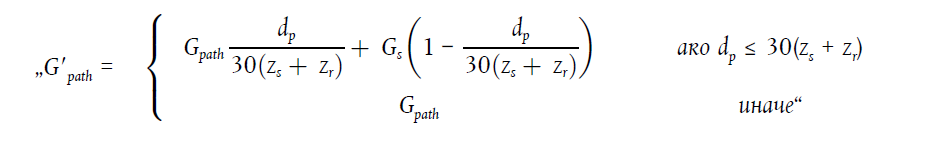 „G′path = { Gpath dp / 30(zs + zr) + Gs(1 - dp / 30(zs + zr)) ако dp ≤ 30(zs + zr)
Gpath иначе“